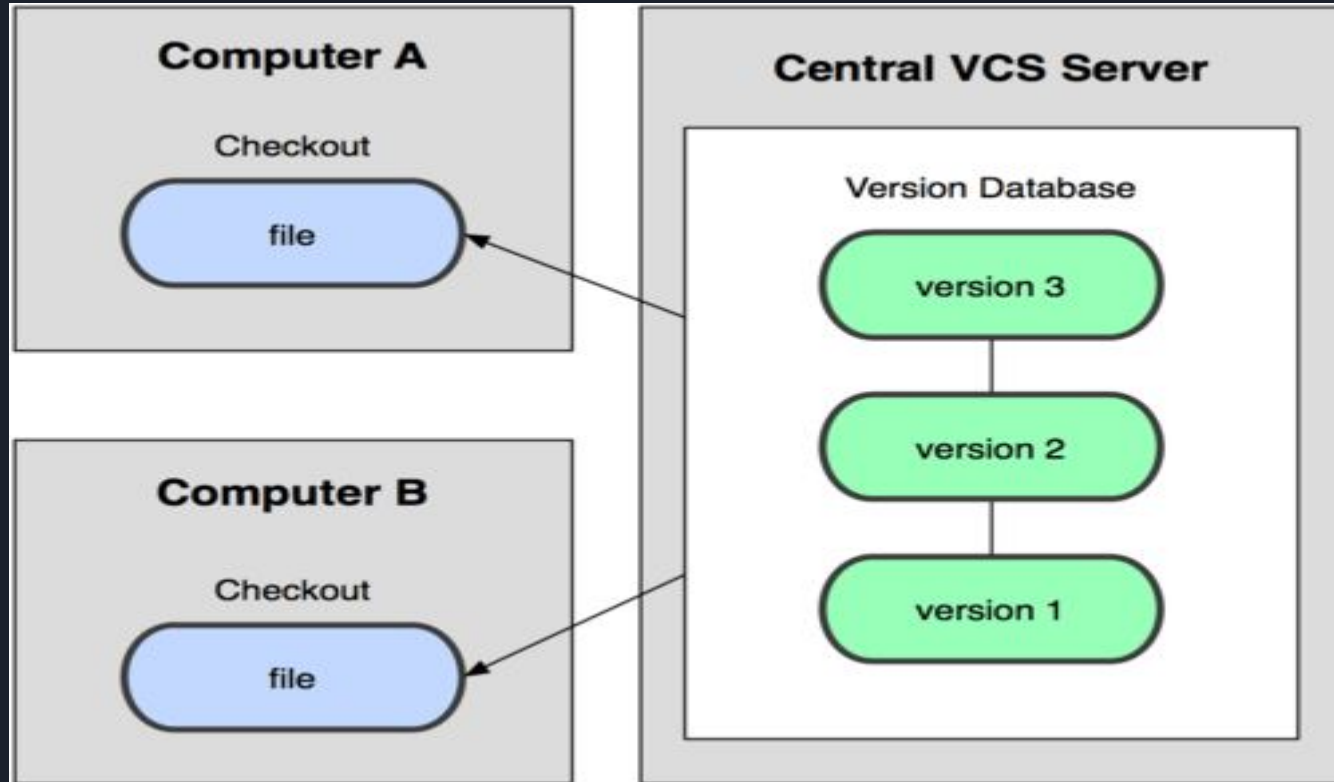 Computer A
Checkout
file
Computer B
Checkout
file
Central VCS Server
Version Database
version 3
version 2
version 1